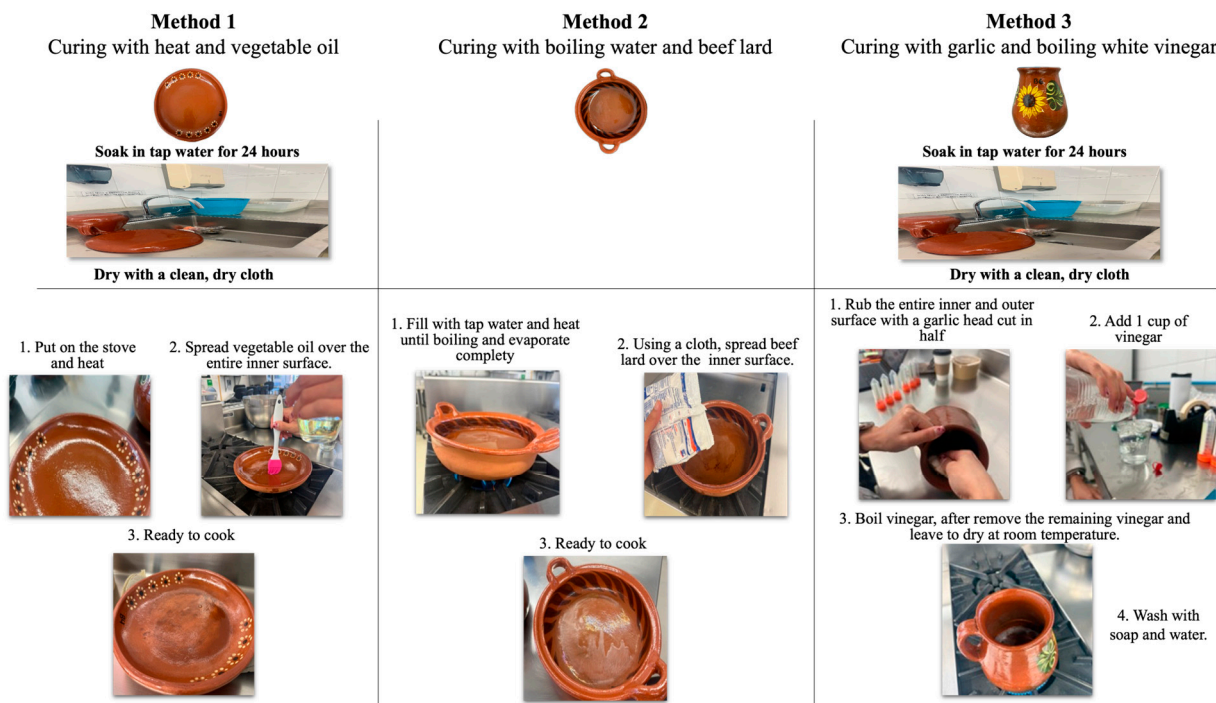 Method 1
Curing with heat and vegetable oil
Soak in tap water for 24 hours
Dry with a clean, dry cloth
1. Put on the stove
and heat
2. Spread vegetable oil over the
entire inner surface.
3. Ready to cook
Method 2
Curing with boiling water and beef lard
1. Fill with tap water and heat
until boiling and evaporate
complety
2. Using a cloth, spread beef
lard over the inner surface.
3. Ready to cook
Method 3
Curing with garlic and boiling white vinegar
Soak in tap water for 24 hours
Dry with a clean, dry cloth
1. Rub the entire inner and outer
surface with a garlic head cut in
half
2. Add 1 cup of
vinegar
3. Boil vinegar, after remove the remaining vinegar and
leave to dry at room temperature.
4. Wash with
soap and water.